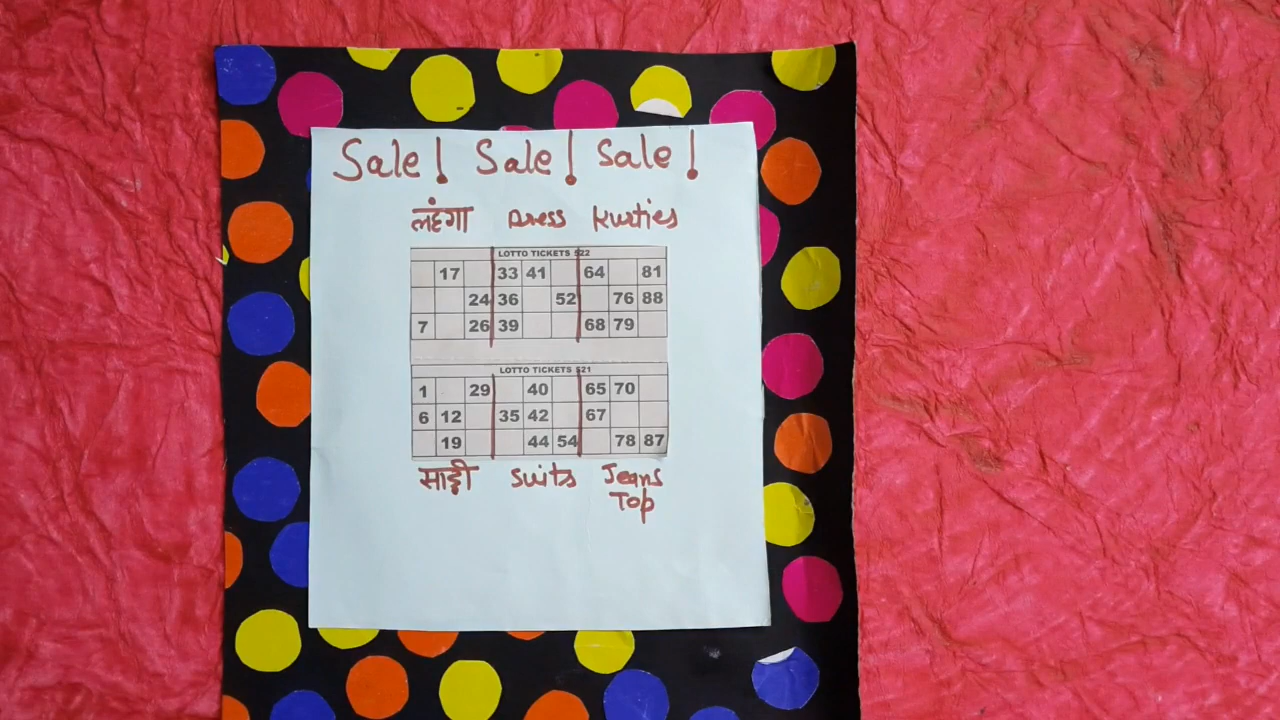 Sale! Sale! Sale!
लहंगा Dress Kurties
LOTTO TICKETS 522
17 33 41 64 81
24 36 52 76 88
7 26 39 68 79
LOTTO TICKETS 521
1 29 40 65 70
6 12 35 42 67
19 44 54 78 87
साड़ी Suits Jeans
Top